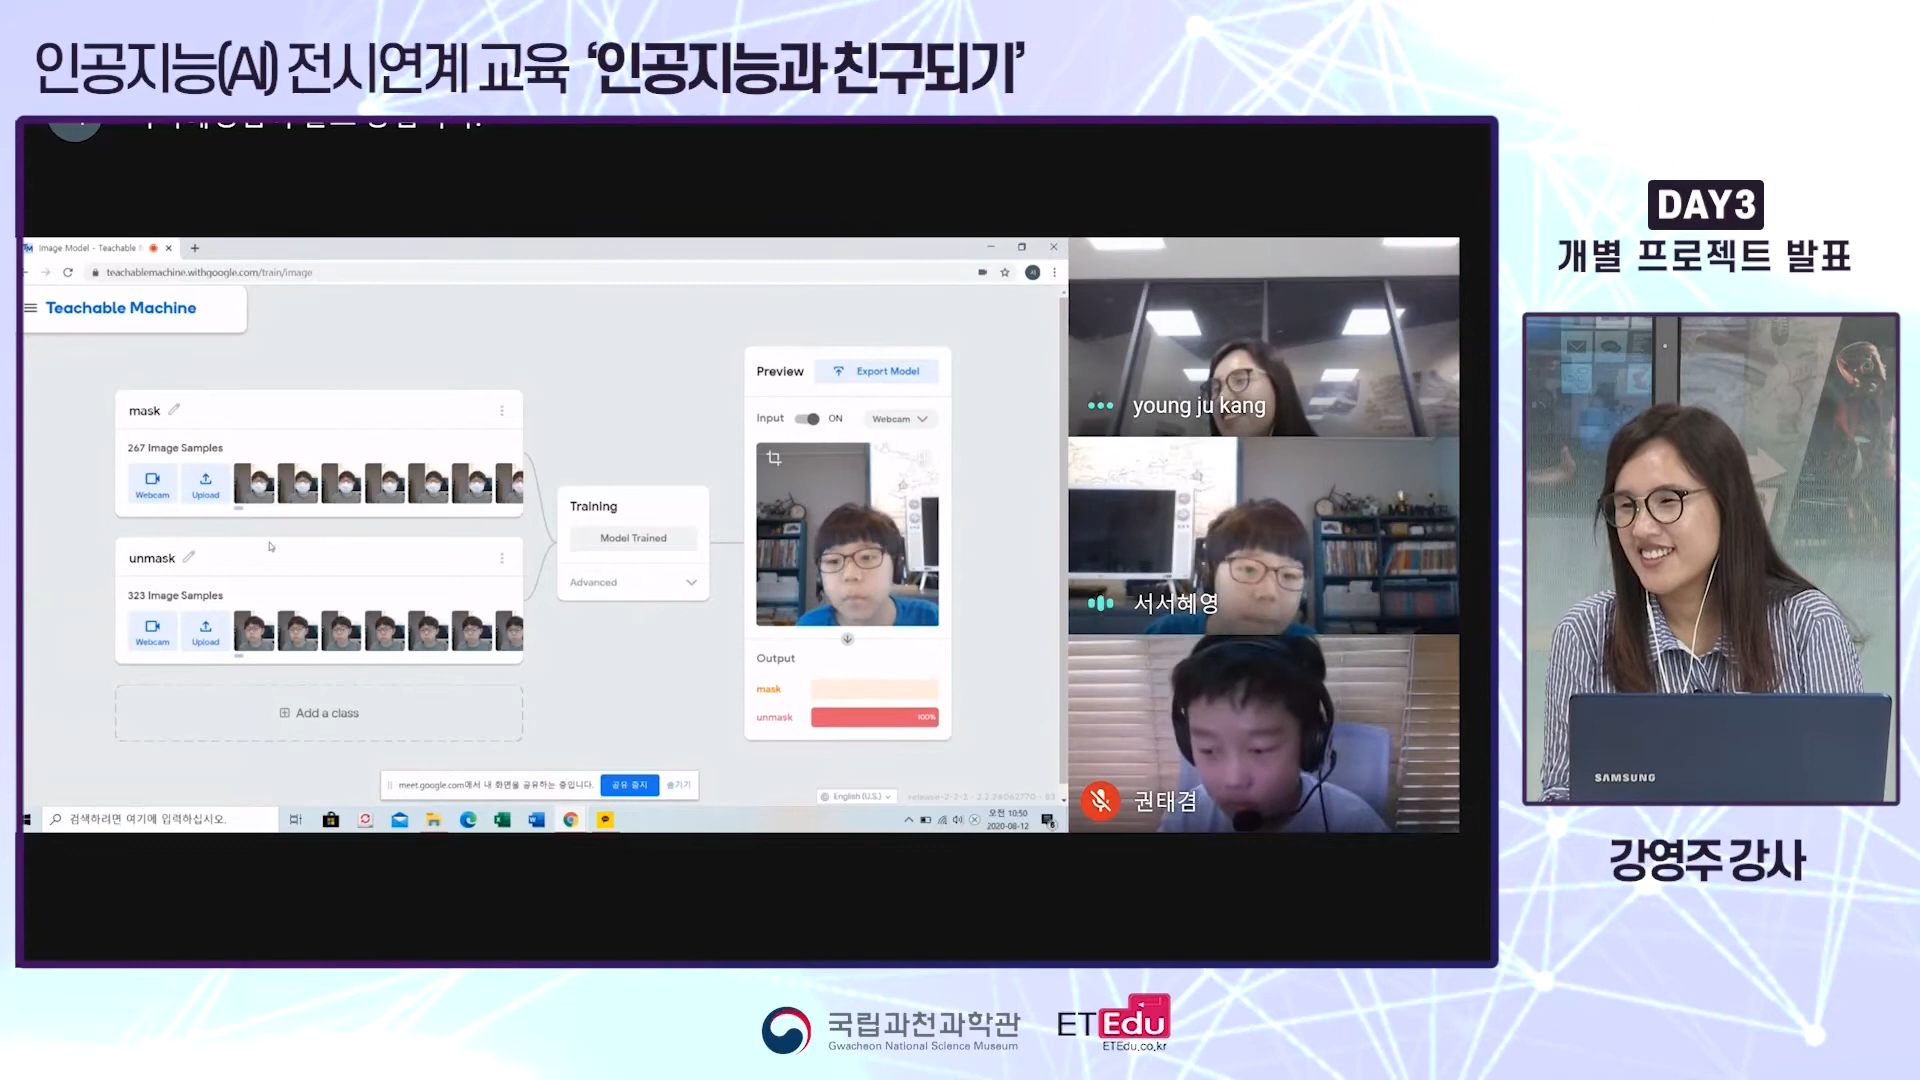 인공지능(AI) 전시연계 교육 ‘인공지능과 친구되기’
DAY3
개별 프로젝트 발표
Image Model - Teachable
teachablemachine.withgoogle.com/train/image
Teachable Machine
mask
267 Image Samples
Webcam
Upload
unmask
323 Image Samples
Webcam
Upload
Add a class
Training
Model Trained
Advanced
Preview
Export Model
Input
ON
Webcam
Output
mask
unmask
100%
meet.google.com에서 내 화면을 공유하는 중입니다.
공유 중지
숨기기
English (U.S.)
검색하려면 여기에 입력하십시오.
오전 10:50
2020-08-12
young ju kang
서서혜영
권태겸
SAMSUNG
강영주 강사
국립과천과학관
Gwacheon National Science Museum
ET Edu
ETEdu.co.kr